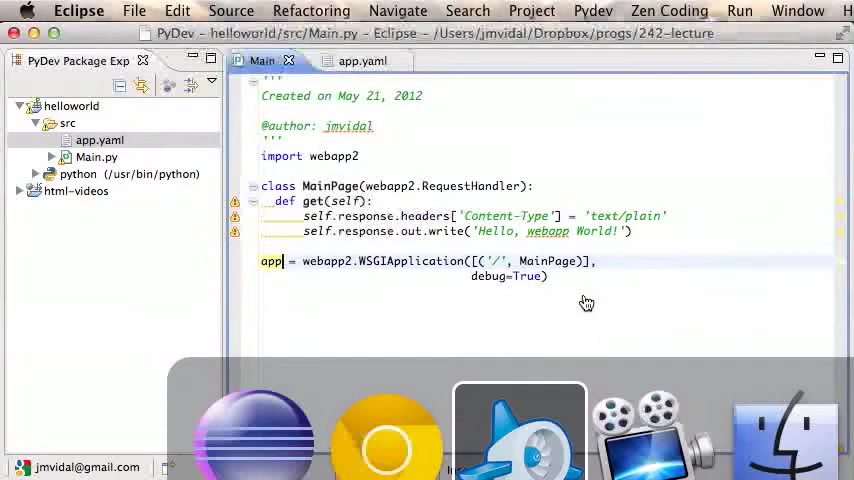 Eclipse File Edit Source Refactoring Search Project Pydev Zen Coding Run Window H
PyDev - helloworld/src/Main.py - Eclipse - /Users/jmvidal/Dropbox/progs/242-lecture
PyDev Package Exp
Main
app.yaml
helloworld
src
app.yaml
Main.py
python (/usr/bin/python)
html-videos
'''
Created on May 21, 2012
@author: jmvidal
'''
import webapp2
class MainPage(webapp2.RequestHandler):
def get(self):
self.response.headers['Content-Type'] = 'text/plain'
self.response.out.write('Hello, webapp World!')
app = webapp2.WSGIApplication([('/', MainPage)],
debug=True)
jmvidal@gmail.com